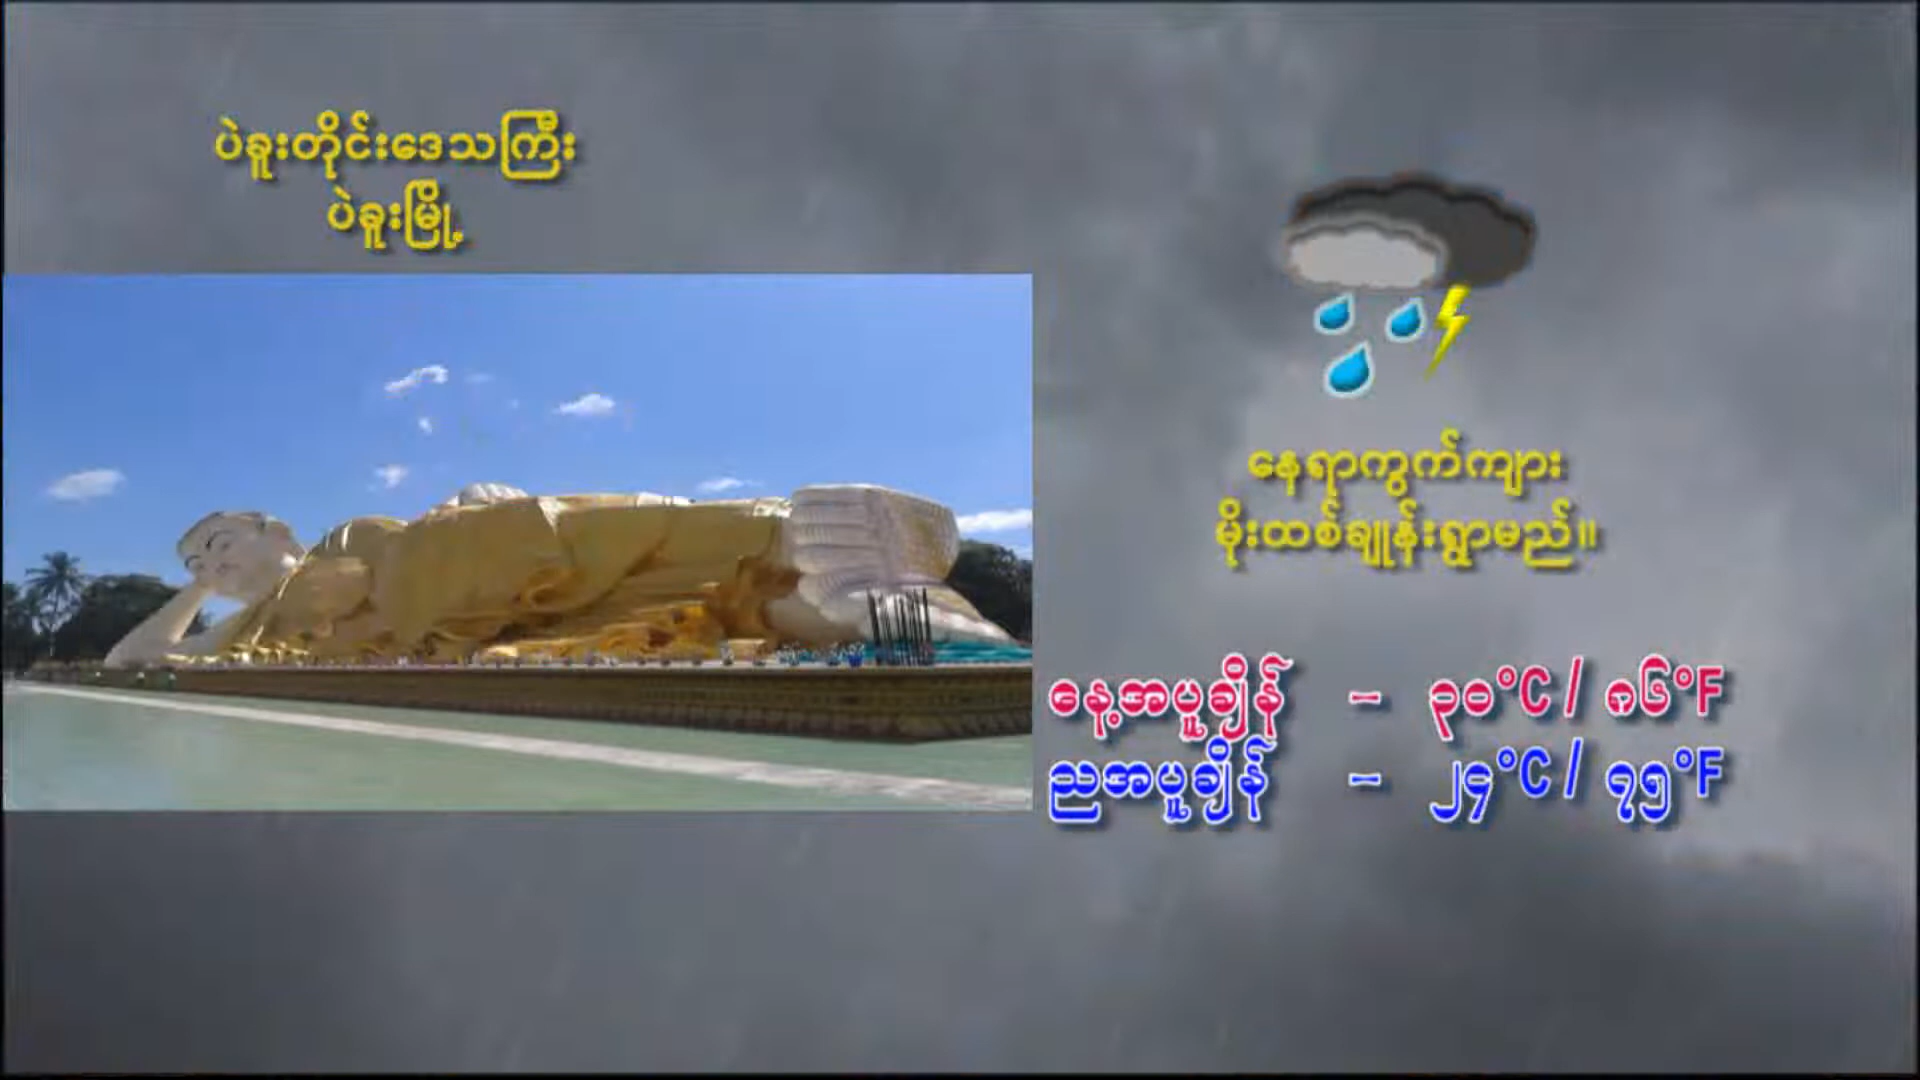 ပဲခူးတိုင်းဒေသကြီး
ပဲခူးမြို့
နေရာကွက်ကျား
မိုးထစ်ချုန်းရွာမည်။
နေ့အပူချိန် - ၃၀°C / ၈၆°F
ညအပူချိန် - ၂၄°C / ၇၅°F